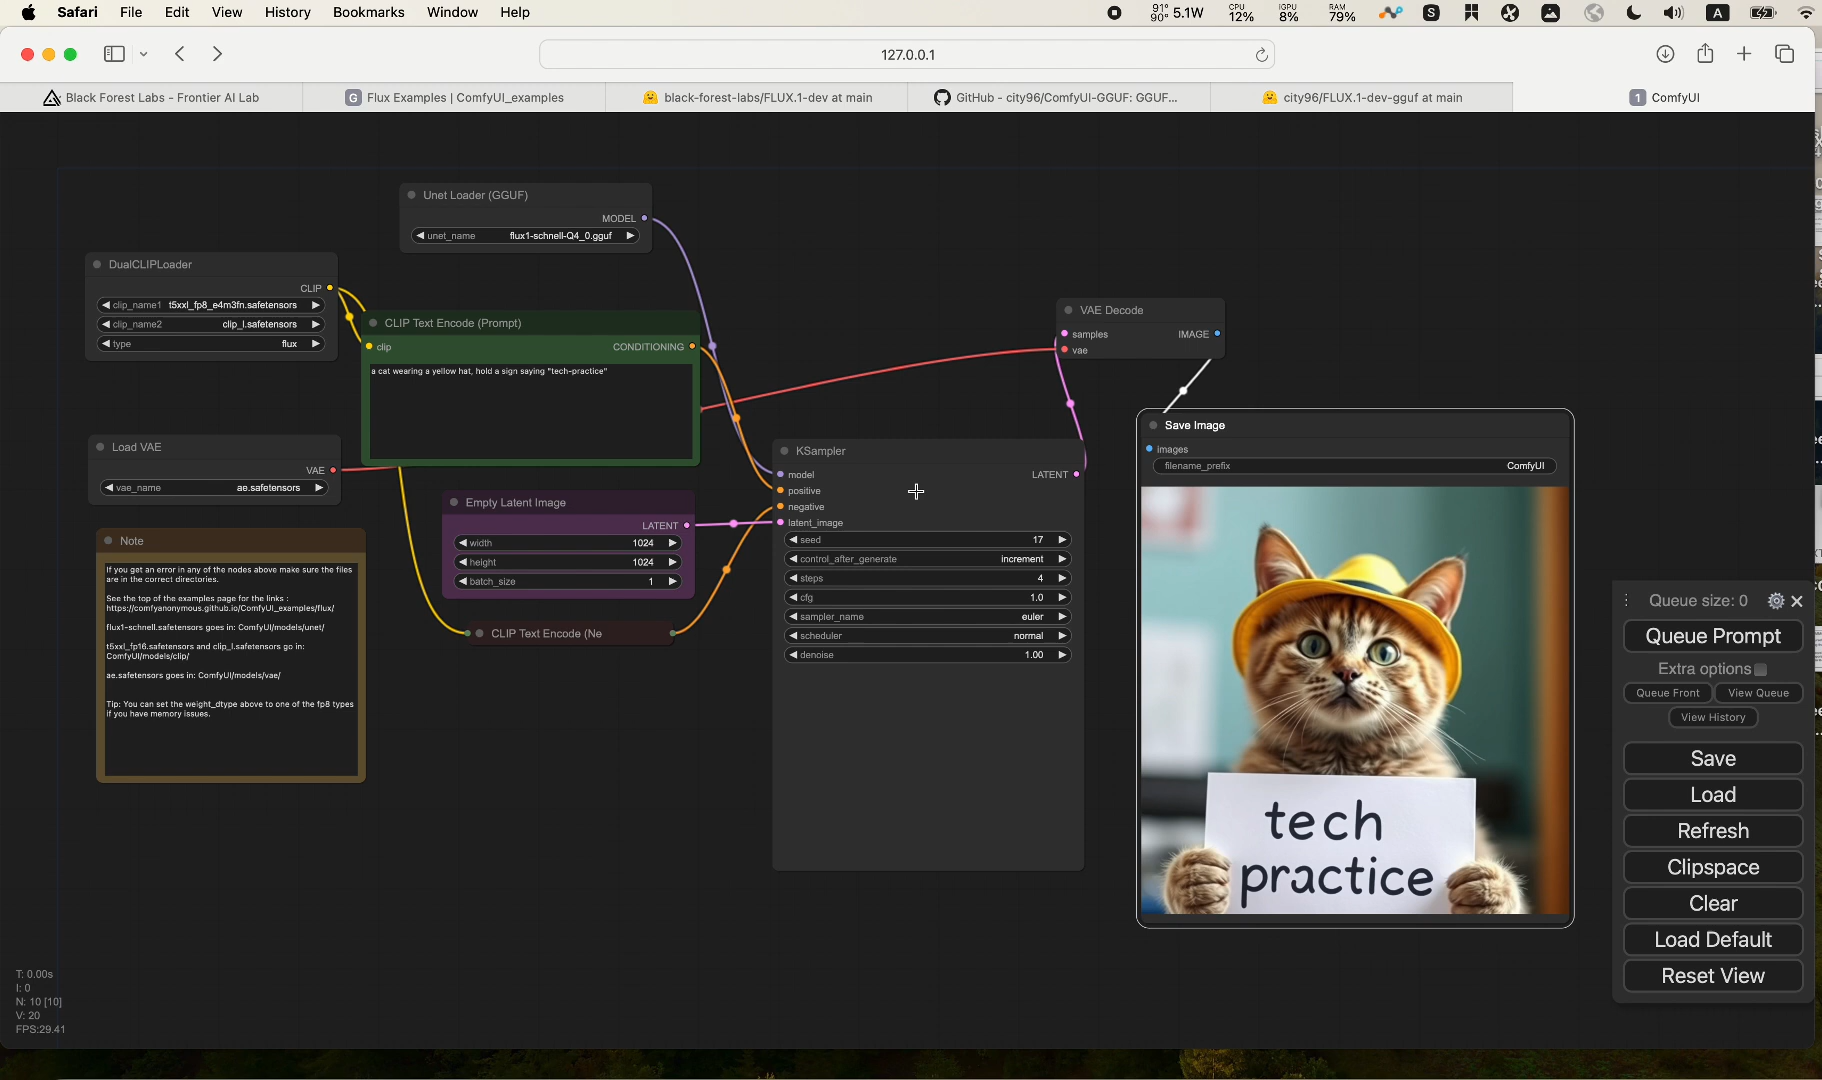 Safari File Edit View History Bookmarks Window Help
91° 90° 5.1W CPU 12% IGPU 8% RAM 79% S A
127.0.0.1
Black Forest Labs - Frontier AI Lab
G Flux Examples | ComfyUI_examples
black-forest-labs/FLUX.1-dev at main
GitHub - city96/ComfyUI-GGUF: GGUF...
city96/FLUX.1-dev-gguf at main
1 ComfyUI
Unet Loader (GGUF)
MODEL
unet_name flux1-schnell-Q4_0.gguf
DualCLIPLoader
CLIP
clip_name1 t5xxl_fp8_e4m3fn.safetensors
clip_name2 clip_l.safetensors
type flux
CLIP Text Encode (Prompt)
clip CONDITIONING
a cat wearing a yellow hat, hold a sign saying "tech-practice"
Load VAE
VAE
vae_name ae.safetensors
Note
If you get an error in any of the nodes above make sure the files
are in the correct directories.
See the top of the examples page for the links :
https://comfyanonymous.github.io/ComfyUI_examples/flux/
flux1-schnell.safetensors goes in: ComfyUI/models/unet/
t5xxl_fp16.safetensors and clip_l.safetensors go in:
ComfyUI/models/clip/
ae.safetensors goes in: ComfyUI/models/vae/
Tip: You can set the weight_dtype above to one of the fp8 types
if you have memory issues.
Empty Latent Image
LATENT
width 1024
height 1024
batch_size 1
CLIP Text Encode (Ne
KSampler
model LATENT
positive
negative
latent_image
seed 17
control_after_generate increment
steps 4
cfg 1.0
sampler_name euler
scheduler normal
denoise 1.00
VAE Decode
samples IMAGE
vae
Save Image
images
filename_prefix ComfyUI
tech
practice
Queue size: 0
Queue Prompt
Extra options
Queue Front View Queue
View History
Save
Load
Refresh
Clipspace
Clear
Load Default
Reset View
T: 0.00s
I: 0
N: 10 [10]
V: 20
FPS:29.41